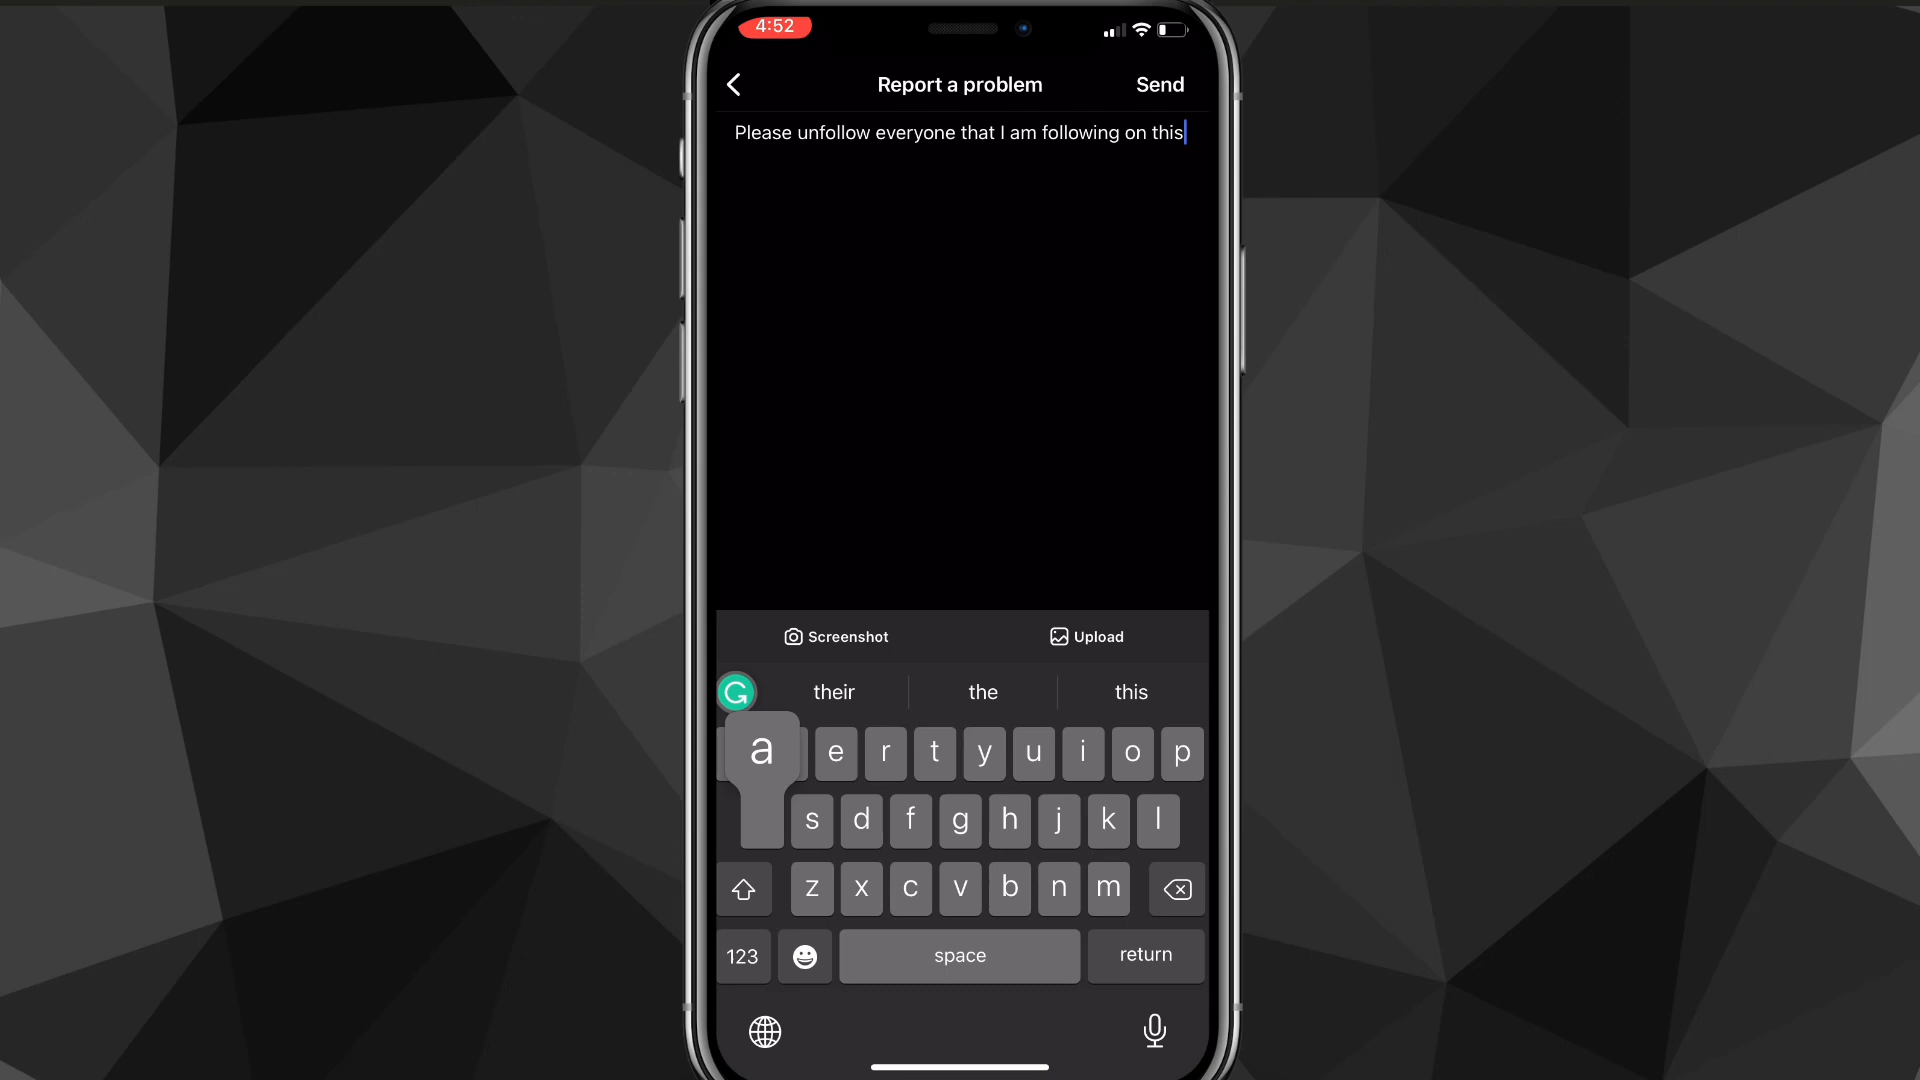 4:52
Report a problem
Send
Please unfollow everyone that I am following on this
Screenshot
Upload
their
the
this
a
e r t y u i o p
s d f g h j k l
z x c v b n m
123
space
return